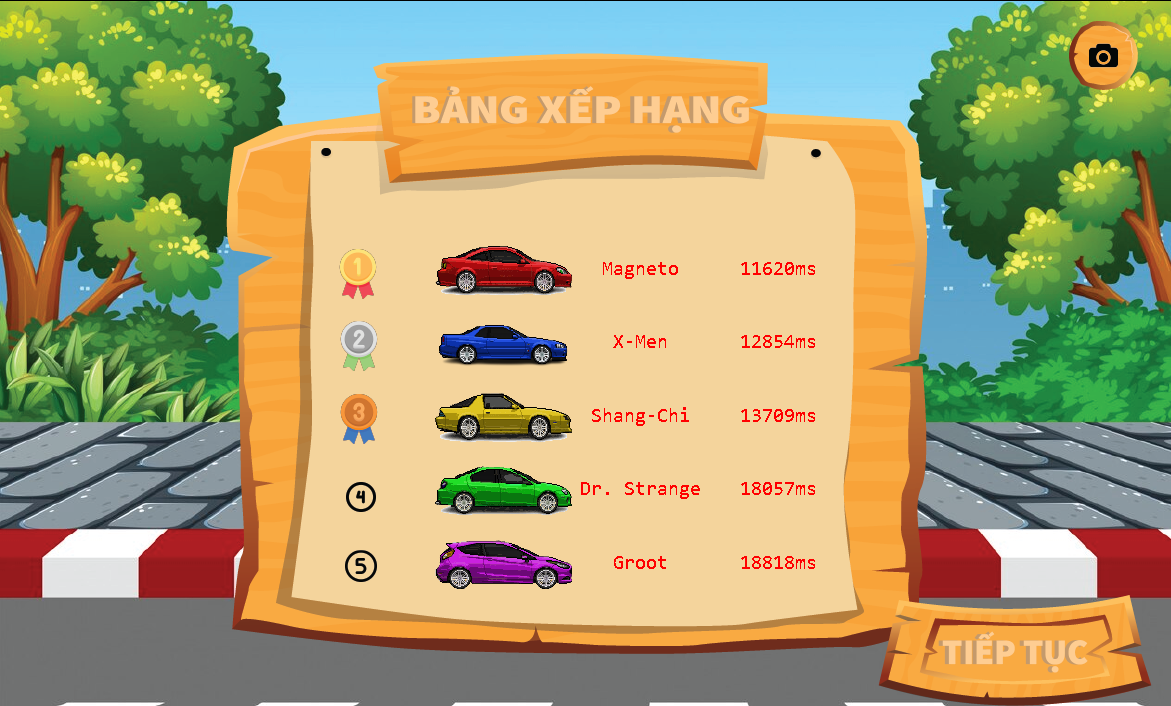 BẢNG XẾP HẠNG
1 Magneto 11620ms
2 X-Men 12854ms
3 Shang-Chi 13709ms
4 Dr. Strange 18057ms
5 Groot 18818ms
TIẾP TỤC